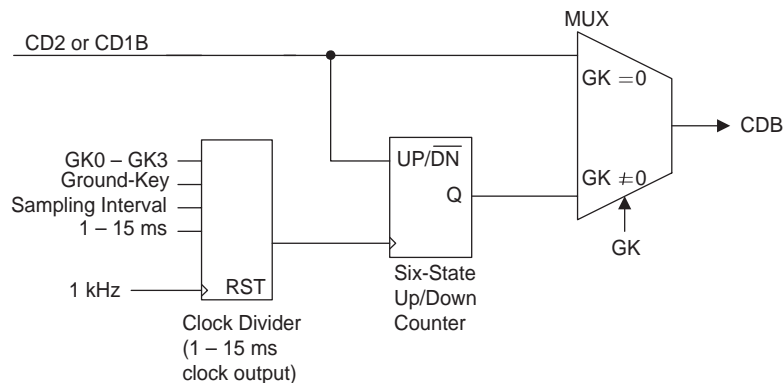 MUX
CD2 or CD1B
GK = 0
CDB
GK0 – GK3
Ground-Key
Sampling Interval
1 – 15 ms
UP/D̅N̅
Q
GK ≠ 0
GK
1 kHz
RST
Six-State
Up/Down
Counter
Clock Divider
(1 – 15 ms
clock output)